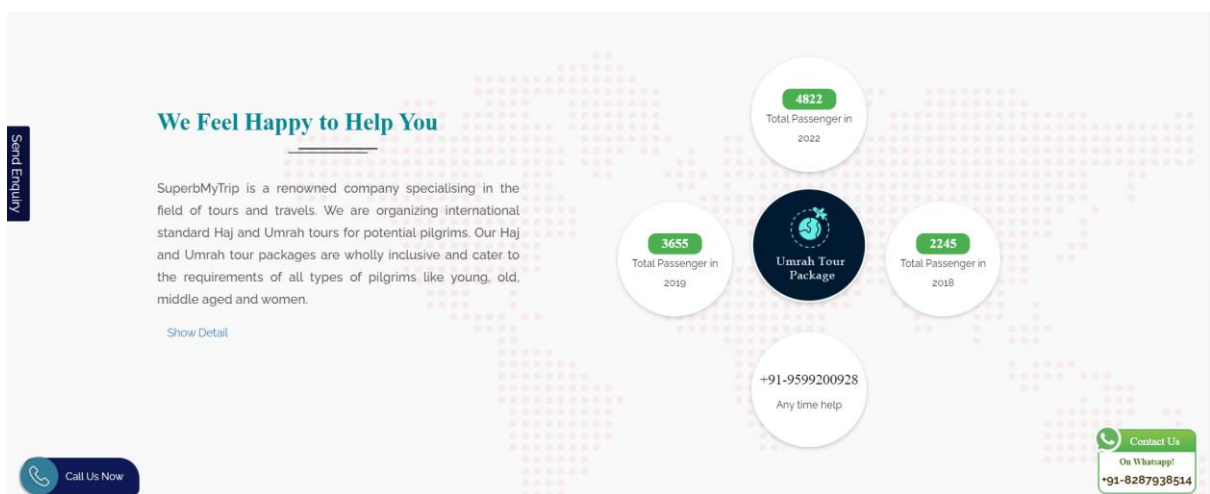 We Feel Happy to Help You
SuperbMyTrip is a renowned company specialising in the
field of tours and travels. We are organizing international
standard Haj and Umrah tours for potential pilgrims. Our Haj
and Umrah tour packages are wholly inclusive and cater to
the requirements of all types of pilgrims like young, old,
middle aged and women.
Show Detail
4822
Total Passenger in
2022
3655
Total Passenger in
2019
Umrah Tour
Package
2245
Total Passenger in
2018
+91-9599200928
Any time help
Send Enquiry
Call Us Now
Contact Us
On Whatsapp!
+91-8287938514